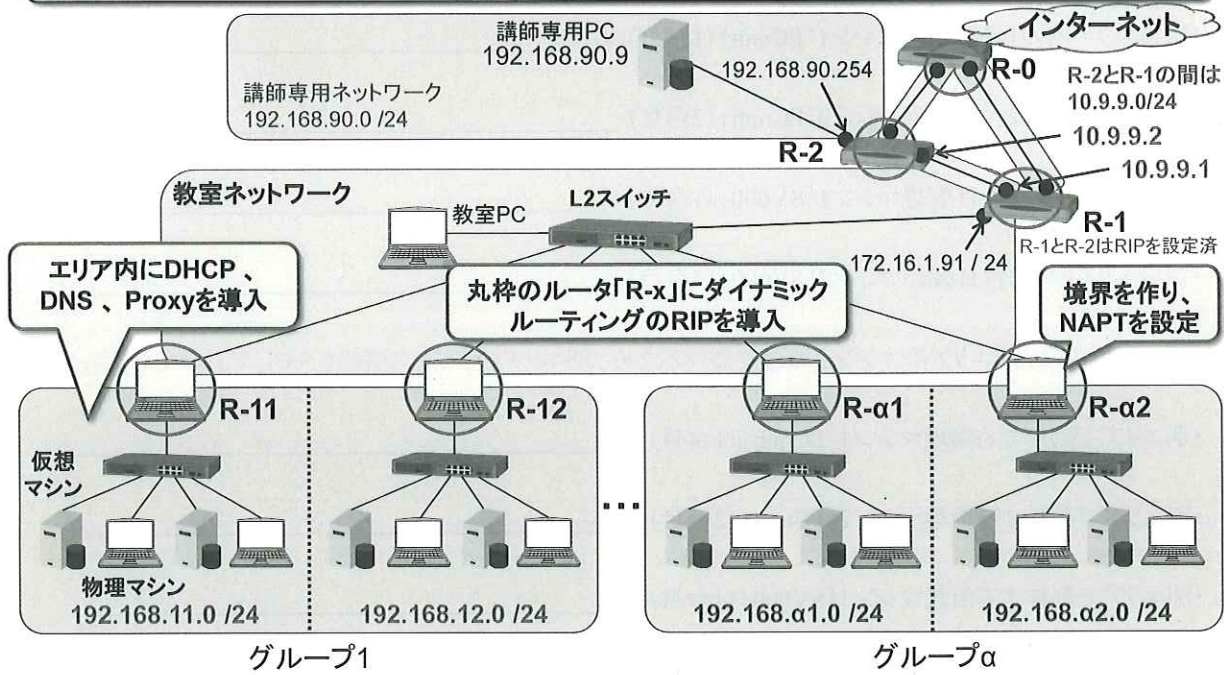 講師専用PC
192.168.90.9
インターネット
192.168.90.254
R-0
R-2とR-1の間は
10.9.9.0/24
講師専用ネットワーク
192.168.90.0 /24
10.9.9.2
R-2
10.9.9.1
教室ネットワーク
L2スイッチ
教室PC
R-1
R-1とR-2はRIPを設定済
172.16.1.91 / 24
エリア内にDHCP 、
DNS 、Proxyを導入
丸枠のルータ「R-x」にダイナミック
ルーティングのRIPを導入
境界を作り、
NAPTを設定
R-11
R-12
R-α1
R-α2
仮想
マシン
...
物理マシン
192.168.11.0 /24
192.168.12.0 /24
192.168.α1.0 /24
192.168.α2.0 /24
グループ1
グループα